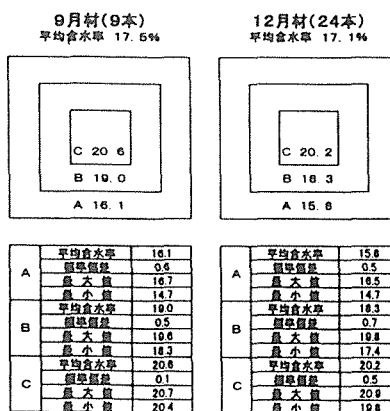 9月材(9本)
平均含水率 17.5%
C 20.6
B 19.0
A 16.1
A
平均含水率 16.1
標準偏差 0.6
最大値 16.7
最小値 14.7
B
平均含水率 19.0
標準偏差 0.5
最大値 19.6
最小値 18.3
C
平均含水率 20.6
標準偏差 0.1
最大値 20.7
最小値 20.4
12月材(24本)
平均含水率 17.1%
C 20.2
B 18.3
A 15.8
A
平均含水率 15.8
標準偏差 0.5
最大値 16.5
最小値 14.7
B
平均含水率 18.3
標準偏差 0.7
最大値 19.8
最小値 17.4
C
平均含水率 20.2
標準偏差 0.5
最大値 20.9
最小値